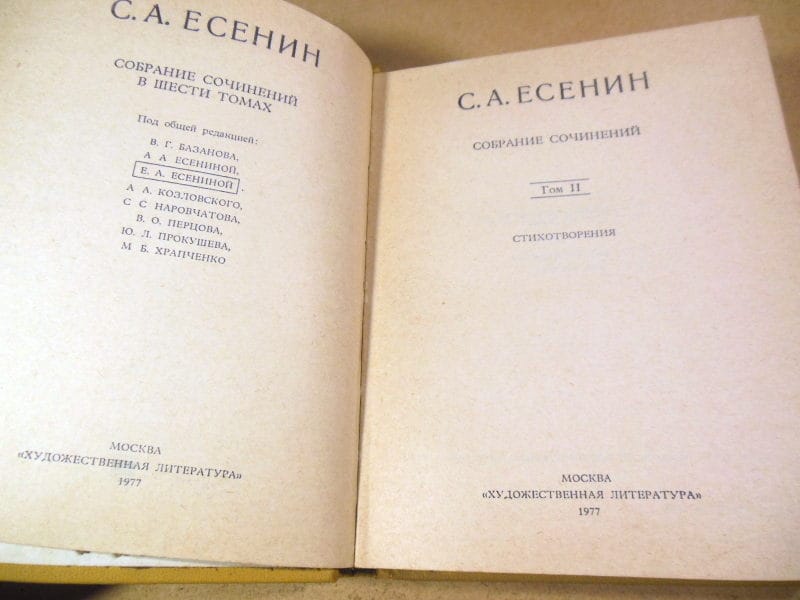 С. А. ЕСЕНИН
СОБРАНИЕ СОЧИНЕНИЙ
В ШЕСТИ ТОМАХ
Под общей редакцией:
В. Г. БАЗАНОВА,
А А ЕСЕНИНОЙ,
Е. А. ЕСЕНИНОЙ,
А А. КОЗЛОВСКОГО,
С С НАРОВЧАТОВА,
В. О. ПЕРЦОВА,
Ю. Л. ПРОКУШЕВА,
М Б. ХРАПЧЕНКО
МОСКВА
«ХУДОЖЕСТВЕННАЯ ЛИТЕРАТУРА»
1977
С. А. ЕСЕНИН
СОБРАНИЕ СОЧИНЕНИЙ
Том II
СТИХОТВОРЕНИЯ
МОСКВА
«ХУДОЖЕСТВЕННАЯ ЛИТЕРАТУРА»
1977